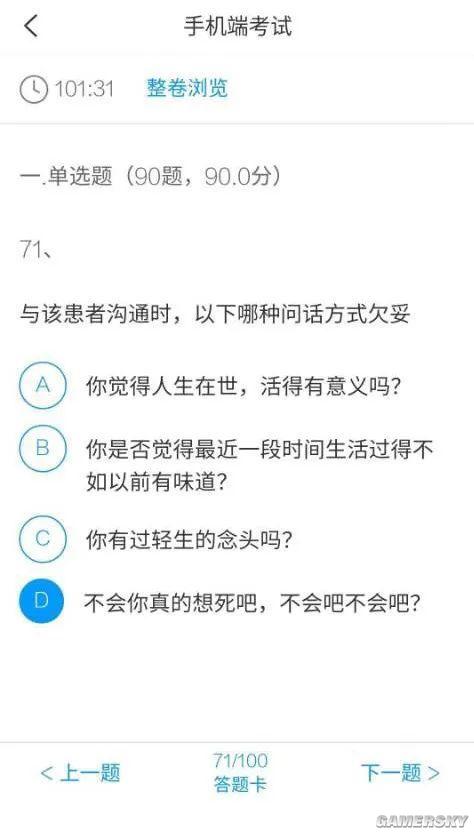 手机端考试
101:31 整卷浏览
一.单选题（90题，90.0分）
71、
与该患者沟通时，以下哪种问话方式欠妥
A 你觉得人生在世，活得有意义吗？
B 你是否觉得最近一段时间生活过得不
如以前有味道？
C 你有过轻生的念头吗？
D 不会你真的想死吧，不会吧不会吧？
< 上一题 71/100 下一题 >
答题卡
GAMERSKY